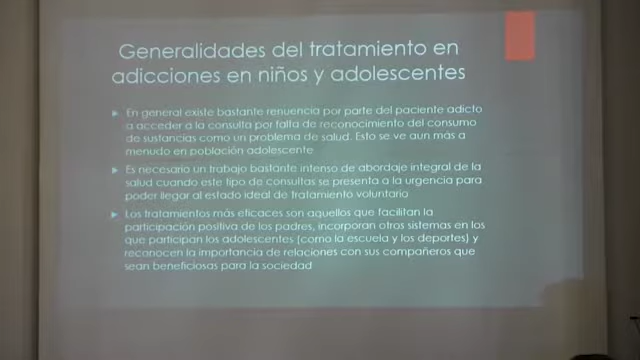 Generalidades del tratamiento en
adicciones en niños y adolescentes
En general existe bastante renuencia por parte del paciente adicto
a acceder a la consulta por falta de reconocimiento del consumo
de sustancias como un problema de salud. Esto se ve aun más a
menudo en población adolescente
Es necesario un trabajo bastante intenso de abordaje integral de la
salud cuando este tipo de consultas se presenta a la urgencia para
poder llegar al estado ideal de tratamiento voluntario
Los tratamientos más eficaces son aquellos que facilitan la
participación positiva de los padres, incorporan otros sistemas en los
que participan los adolescentes (como la escuela y los deportes) y
reconocen la importancia de relaciones con sus compañeros que
sean beneficiosas para la sociedad